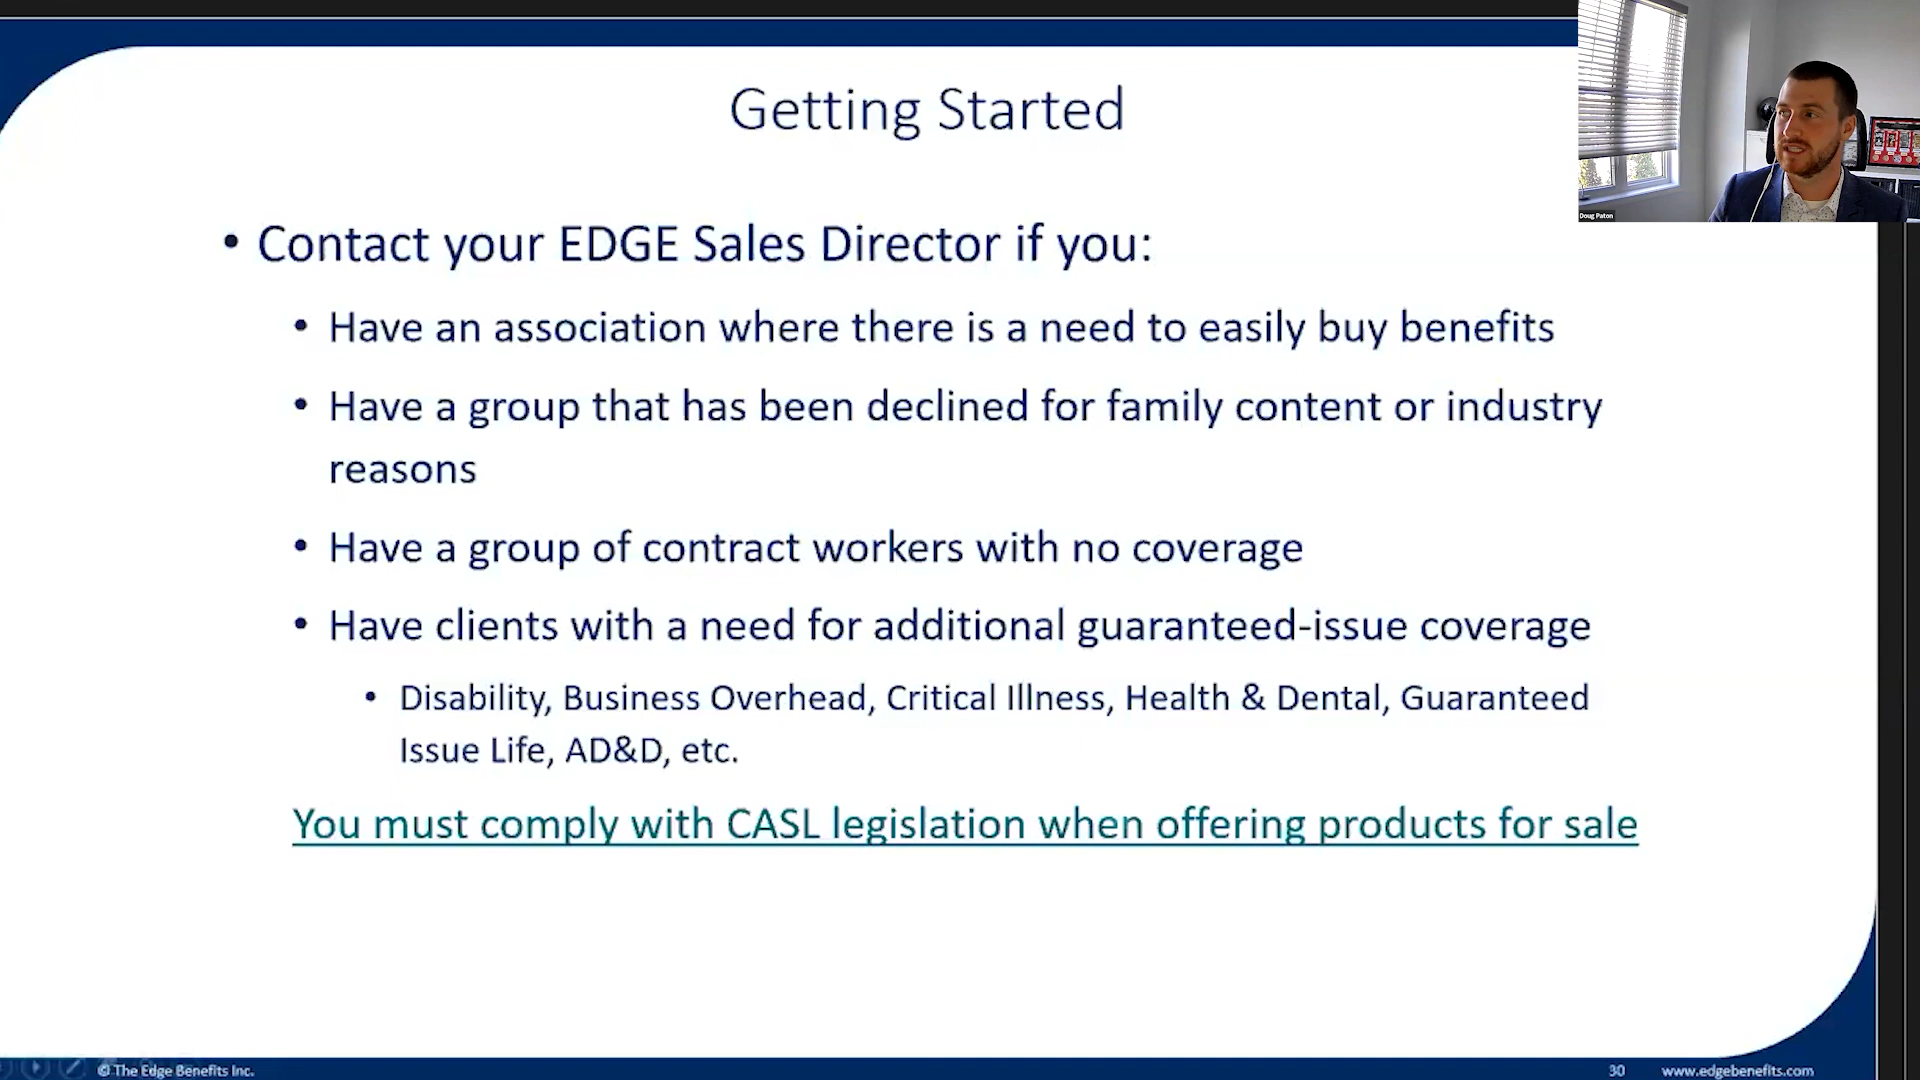 Getting Started
Doug Paton
• Contact your EDGE Sales Director if you:
• Have an association where there is a need to easily buy benefits
• Have a group that has been declined for family content or industry
reasons
• Have a group of contract workers with no coverage
• Have clients with a need for additional guaranteed-issue coverage
• Disability, Business Overhead, Critical Illness, Health & Dental, Guaranteed
Issue Life, AD&D, etc.
You must comply with CASL legislation when offering products for sale
© The Edge Benefits Inc.
30
www.edgebenefits.com